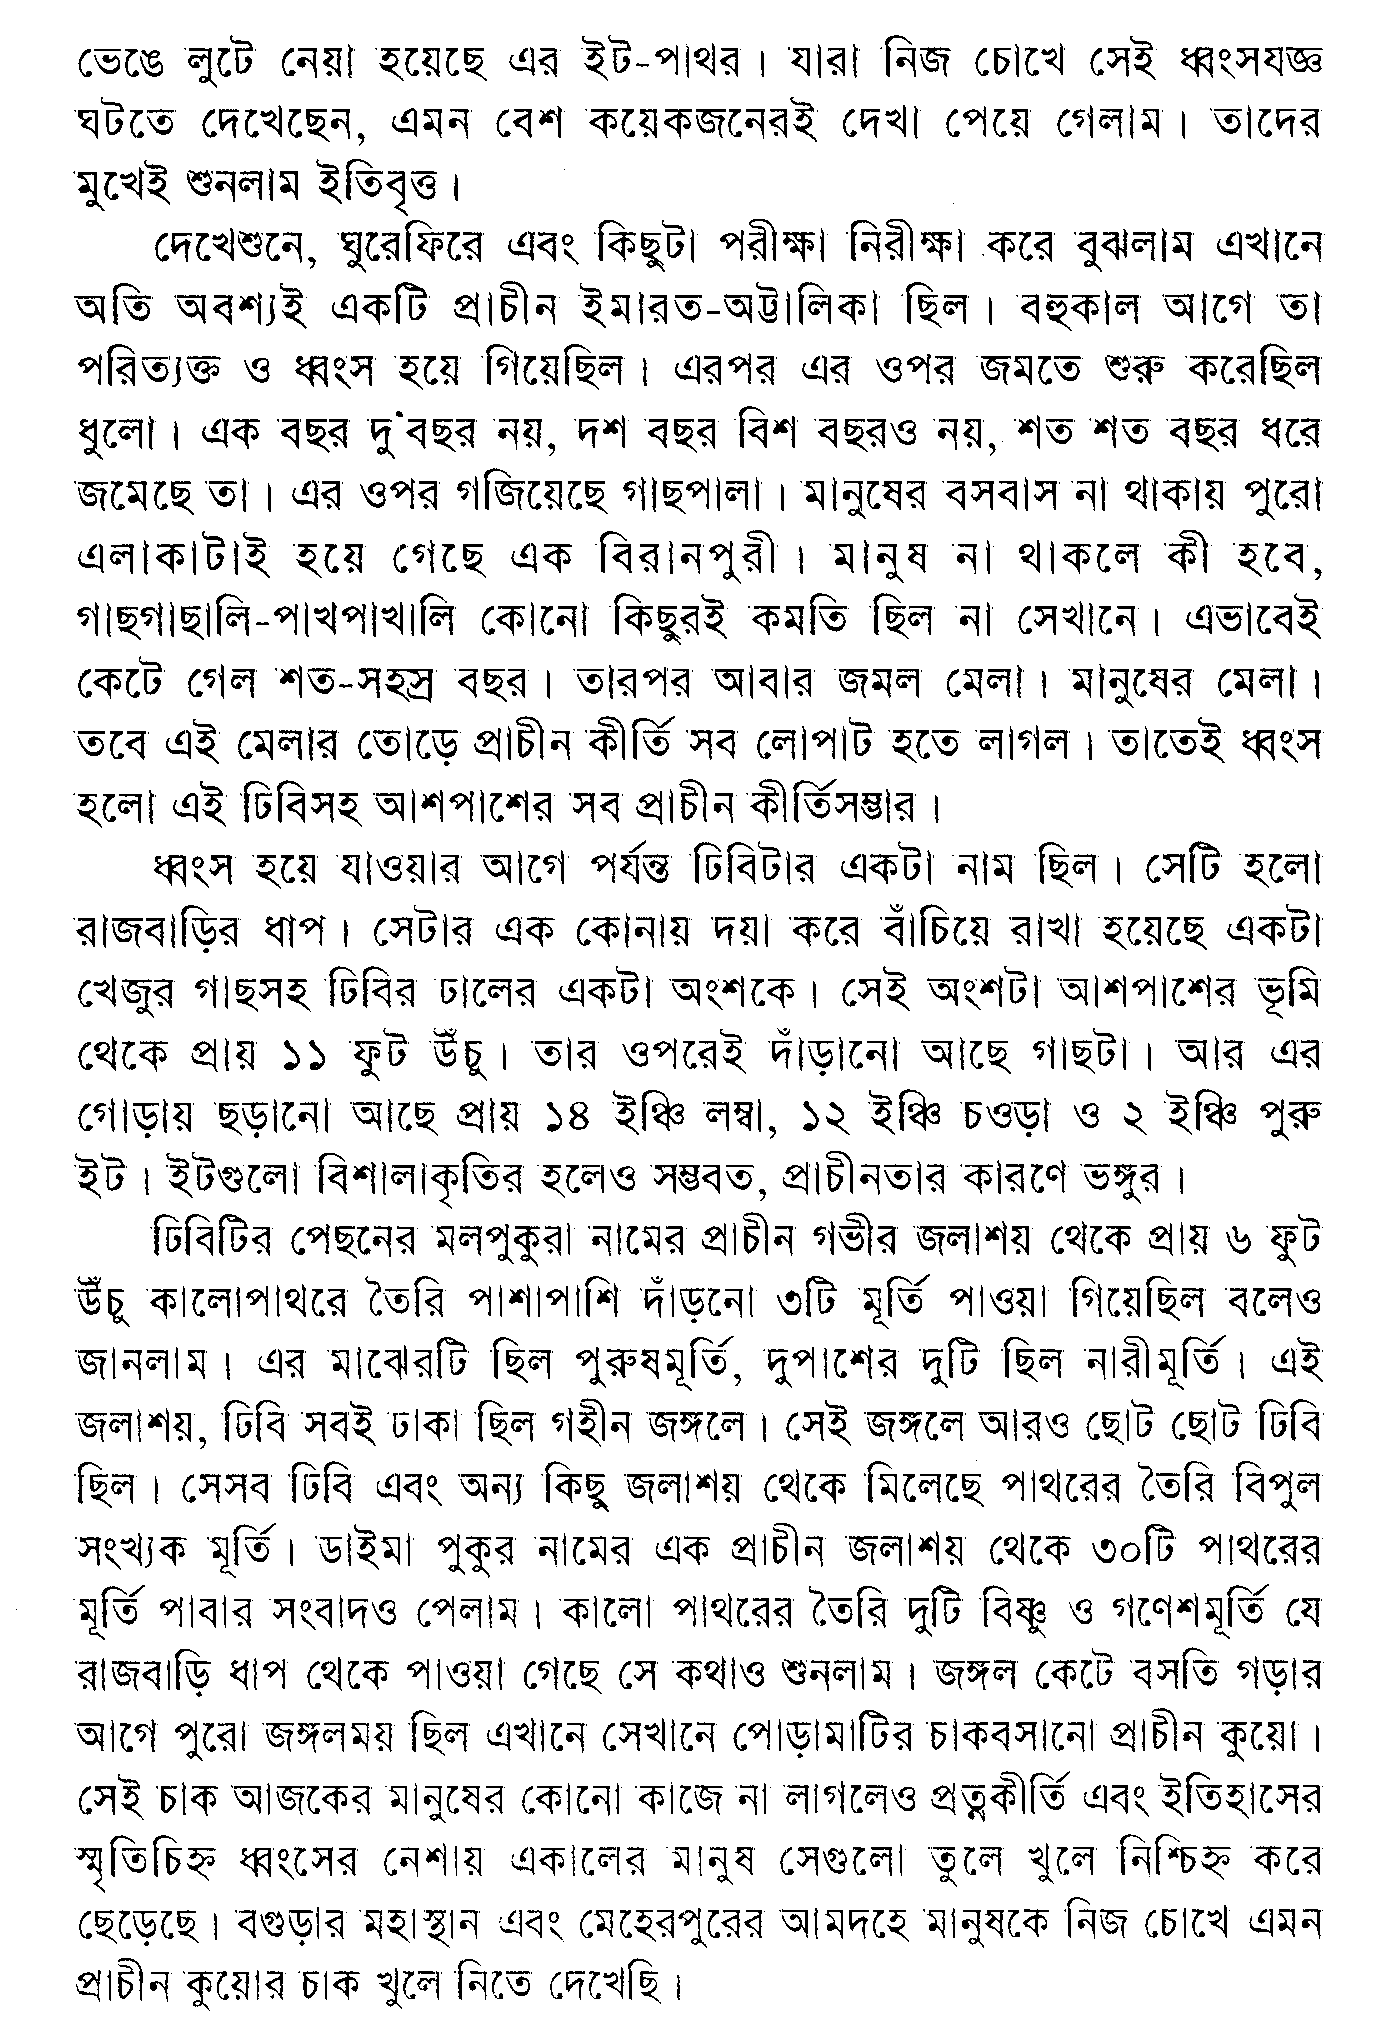 ভেঙে লুটে নেয়া হয়েছে এর ইট-পাথর। যারা নিজ চোখে সেই ধ্বংসযজ্ঞ
ঘটতে দেখেছেন, এমন বেশ কয়েকজনেরই দেখা পেয়ে গেলাম। তাদের
মুখেই শুনলাম ইতিবৃত্ত।
দেখেশুনে, ঘুরেফিরে এবং কিছুটা পরীক্ষা নিরীক্ষা করে বুঝলাম এখানে
অতি অবশ্যই একটি প্রাচীন ইমারত-অট্টালিকা ছিল। বহুকাল আগে তা
পরিত্যক্ত ও ধ্বংস হয়ে গিয়েছিল। এরপর এর ওপর জমতে শুরু করেছিল
ধুলো। এক বছর দু'বছর নয়, দশ বছর বিশ বছরও নয়, শত শত বছর ধরে
জমেছে তা। এর ওপর গজিয়েছে গাছপালা। মানুষের বসবাস না থাকায় পুরো
এলাকাটাই হয়ে গেছে এক বিরানপুরী। মানুষ না থাকলে কী হবে,
গাছগাছালি-পাখপাখালি কোনো কিছুরই কমতি ছিল না সেখানে। এভাবেই
কেটে গেল শত-সহস্র বছর। তারপর আবার জমল মেলা। মানুষের মেলা।
তবে এই মেলার তোড়ে প্রাচীন কীর্তি সব লোপাট হতে লাগল। তাতেই ধ্বংস
হলো এই ঢিবিসহ আশপাশের সব প্রাচীন কীর্তিসম্ভার।
ধ্বংস হয়ে যাওয়ার আগে পর্যন্ত ঢিবিটার একটা নাম ছিল। সেটি হলো
রাজবাড়ির ধাপ। সেটার এক কোনায় দয়া করে বাঁচিয়ে রাখা হয়েছে একটা
খেজুর গাছসহ ঢিবির ঢালের একটা অংশকে। সেই অংশটা আশপাশের ভূমি
থেকে প্রায় ১১ ফুট উঁচু। তার ওপরেই দাঁড়ানো আছে গাছটা। আর এর
গোড়ায় ছড়ানো আছে প্রায় ১৪ ইঞ্চি লম্বা, ১২ ইঞ্চি চওড়া ও ২ ইঞ্চি পুরু
ইট। ইটগুলো বিশালাকৃতির হলেও সম্ভবত, প্রাচীনতার কারণে ভঙ্গুর।
ঢিবিটির পেছনের মলপুকুরা নামের প্রাচীন গভীর জলাশয় থেকে প্রায় ৬ ফুট
উঁচু কালোপাথরে তৈরি পাশাপাশি দাঁড়নো ৩টি মূর্তি পাওয়া গিয়েছিল বলেও
জানলাম। এর মাঝেরটি ছিল পুরুষমূর্তি, দুপাশের দুটি ছিল নারীমূর্তি। এই
জলাশয়, ঢিবি সবই ঢাকা ছিল গহীন জঙ্গলে। সেই জঙ্গলে আরও ছোট ছোট ঢিবি
ছিল। সেসব ঢিবি এবং অন্য কিছু জলাশয় থেকে মিলেছে পাথরের তৈরি বিপুল
সংখ্যক মূর্তি। ডাইমা পুকুর নামের এক প্রাচীন জলাশয় থেকে ৩০টি পাথরের
মূর্তি পাবার সংবাদও পেলাম। কালো পাথরের তৈরি দুটি বিষ্ণু ও গণেশমূর্তি যে
রাজবাড়ি ধাপ থেকে পাওয়া গেছে সে কথাও শুনলাম। জঙ্গল কেটে বসতি গড়ার
আগে পুরো জঙ্গলময় ছিল এখানে সেখানে পোড়ামাটির চাকবসানো প্রাচীন কুয়ো।
সেই চাক আজকের মানুষের কোনো কাজে না লাগলেও প্রত্নকীর্তি এবং ইতিহাসের
স্মৃতিচিহ্ন ধ্বংসের নেশায় একালের মানুষ সেগুলো তুলে খুলে নিশ্চিহ্ন করে
ছেড়েছে। বগুড়ার মহাস্থান এবং মেহেরপুরের আমদহে মানুষকে নিজ চোখে এমন
প্রাচীন কুয়োর চাক খুলে নিতে দেখেছি।